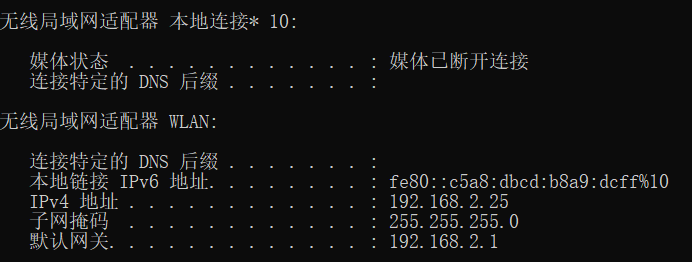 无线局域网适配器 本地连接* 10:
媒体状态 . . . . . . . . . . . . : 媒体已断开连接
连接特定的 DNS 后缀 . . . . . . . :
无线局域网适配器 WLAN:
连接特定的 DNS 后缀 . . . . . . . :
本地链接 IPv6 地址. . . . . . . . : fe80::c5a8:dbcd:b8a9:dcff%10
IPv4 地址 . . . . . . . . . . . . : 192.168.2.25
子网掩码 . . . . . . . . . . . . : 255.255.255.0
默认网关. . . . . . . . . . . . . : 192.168.2.1